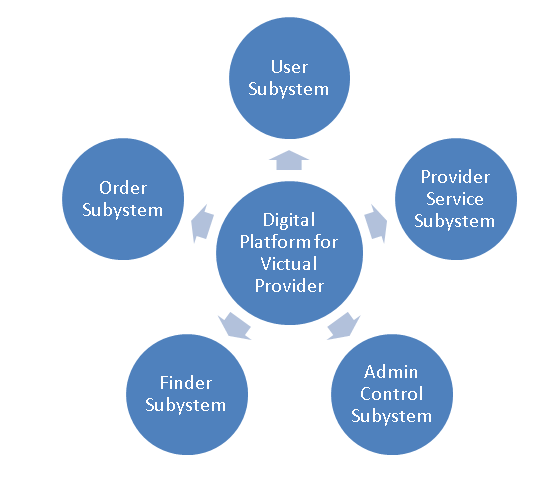 User
Subystem
Order
Subystem
Provider
Service
Subystem
Digital
Platform for
Victual
Provider
Finder
Subystem
Admin
Control
Subystem